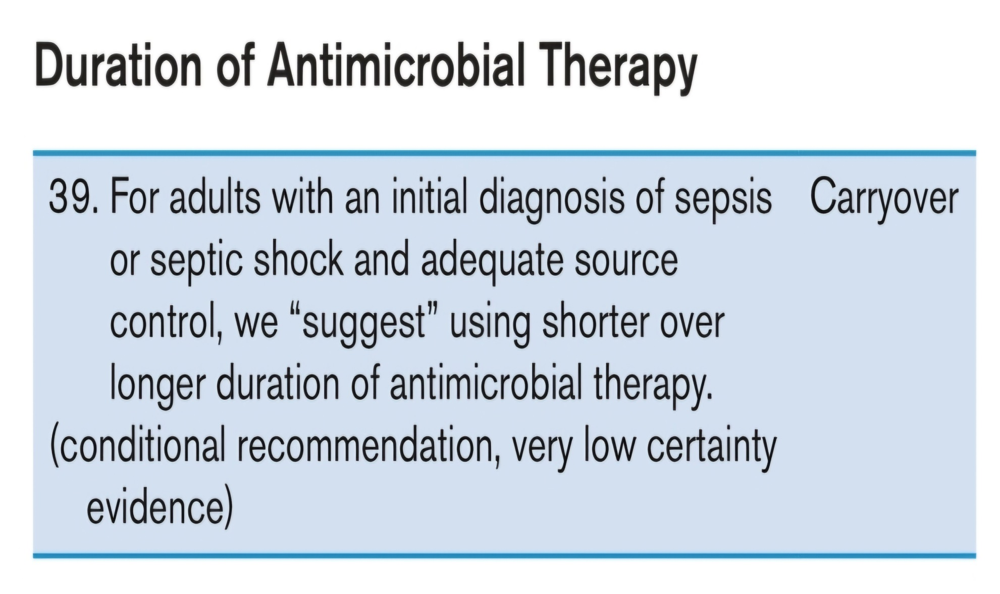 Duration of Antimicrobial Therapy
39. For adults with an initial diagnosis of sepsis Carryover
or septic shock and adequate source
control, we “suggest” using shorter over
longer duration of antimicrobial therapy.
(conditional recommendation, very low certainty
evidence)